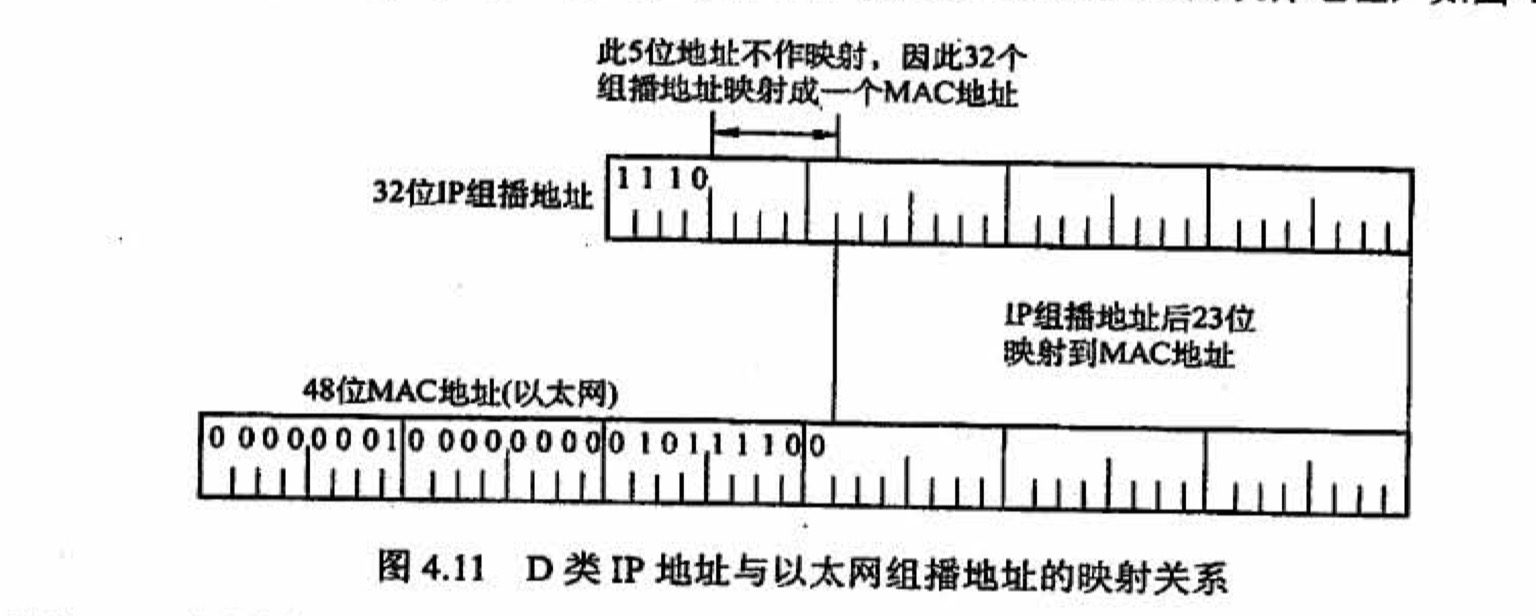 此5位地址不作映射，因此32个
组播地址映射成一个MAC地址
32位IP组播地址
1 1 1 0
IP组播地址后23位
映射到MAC地址
48位MAC地址(以太网)
0 0 0 0 0 0 0 1 0 0 0 0 0 0 0 0 0 1 0 1 1 1 1 0 0
图 4.11 D 类 IP 地址与以太网组播地址的映射关系